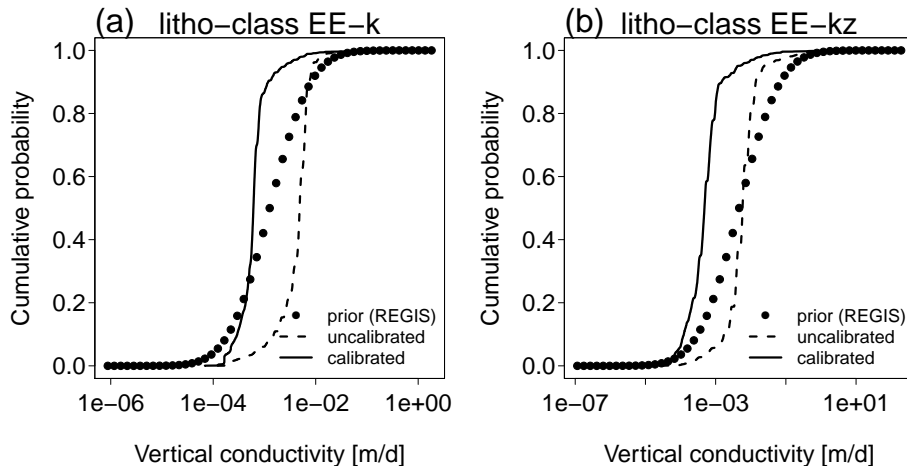 (a) litho−class EE−k
Cumulative probability
1.0
0.8
0.6
0.4
0.2
0.0
prior (REGIS)
uncalibrated
calibrated
1e−06 1e−04 1e−02 1e+00
Vertical conductivity [m/d]
(b) litho−class EE−kz
Cumulative probability
1.0
0.8
0.6
0.4
0.2
0.0
prior (REGIS)
uncalibrated
calibrated
1e−07 1e−03 1e+01
Vertical conductivity [m/d]